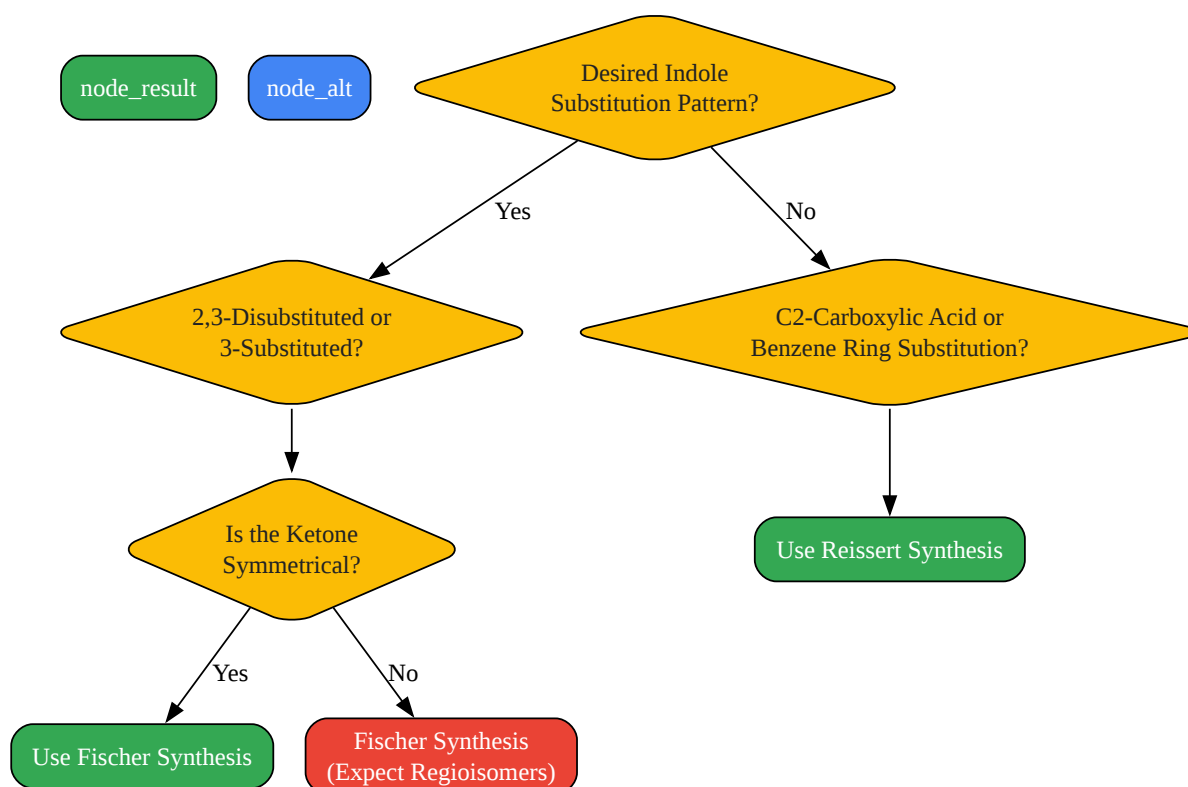 node_result
node_alt
Desired Indole
Substitution Pattern?
Yes
No
2,3-Disubstituted or
3-Substituted?
C2-Carboxylic Acid or
Benzene Ring Substitution?
Is the Ketone
Symmetrical?
Use Reissert Synthesis
Yes
No
Use Fischer Synthesis
Fischer Synthesis
(Expect Regioisomers)